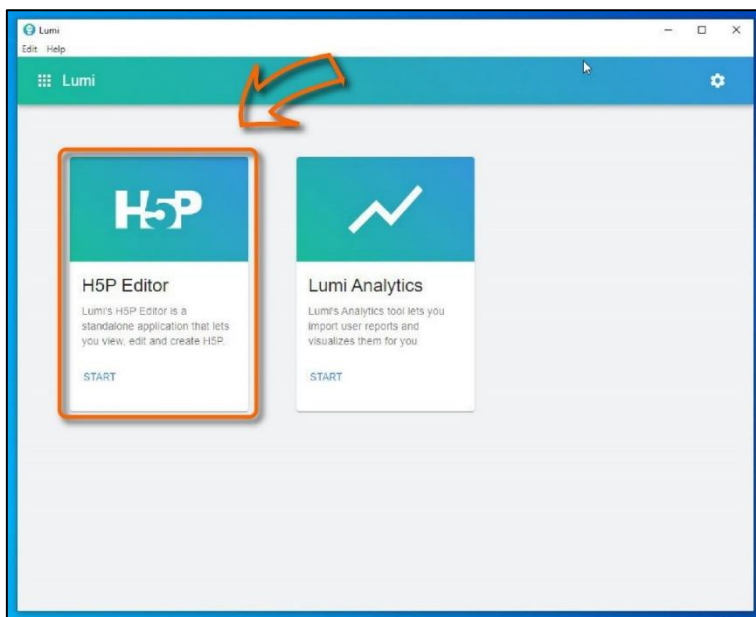 Lumi
Edit Help
Lumi
H5P
H5P Editor
Lumi's H5P Editor is a
standalone application that lets
you view, edit and create H5P.
START
Lumi Analytics
Lumi's Analytics tool lets you
import user reports and
visualizes them for you
START